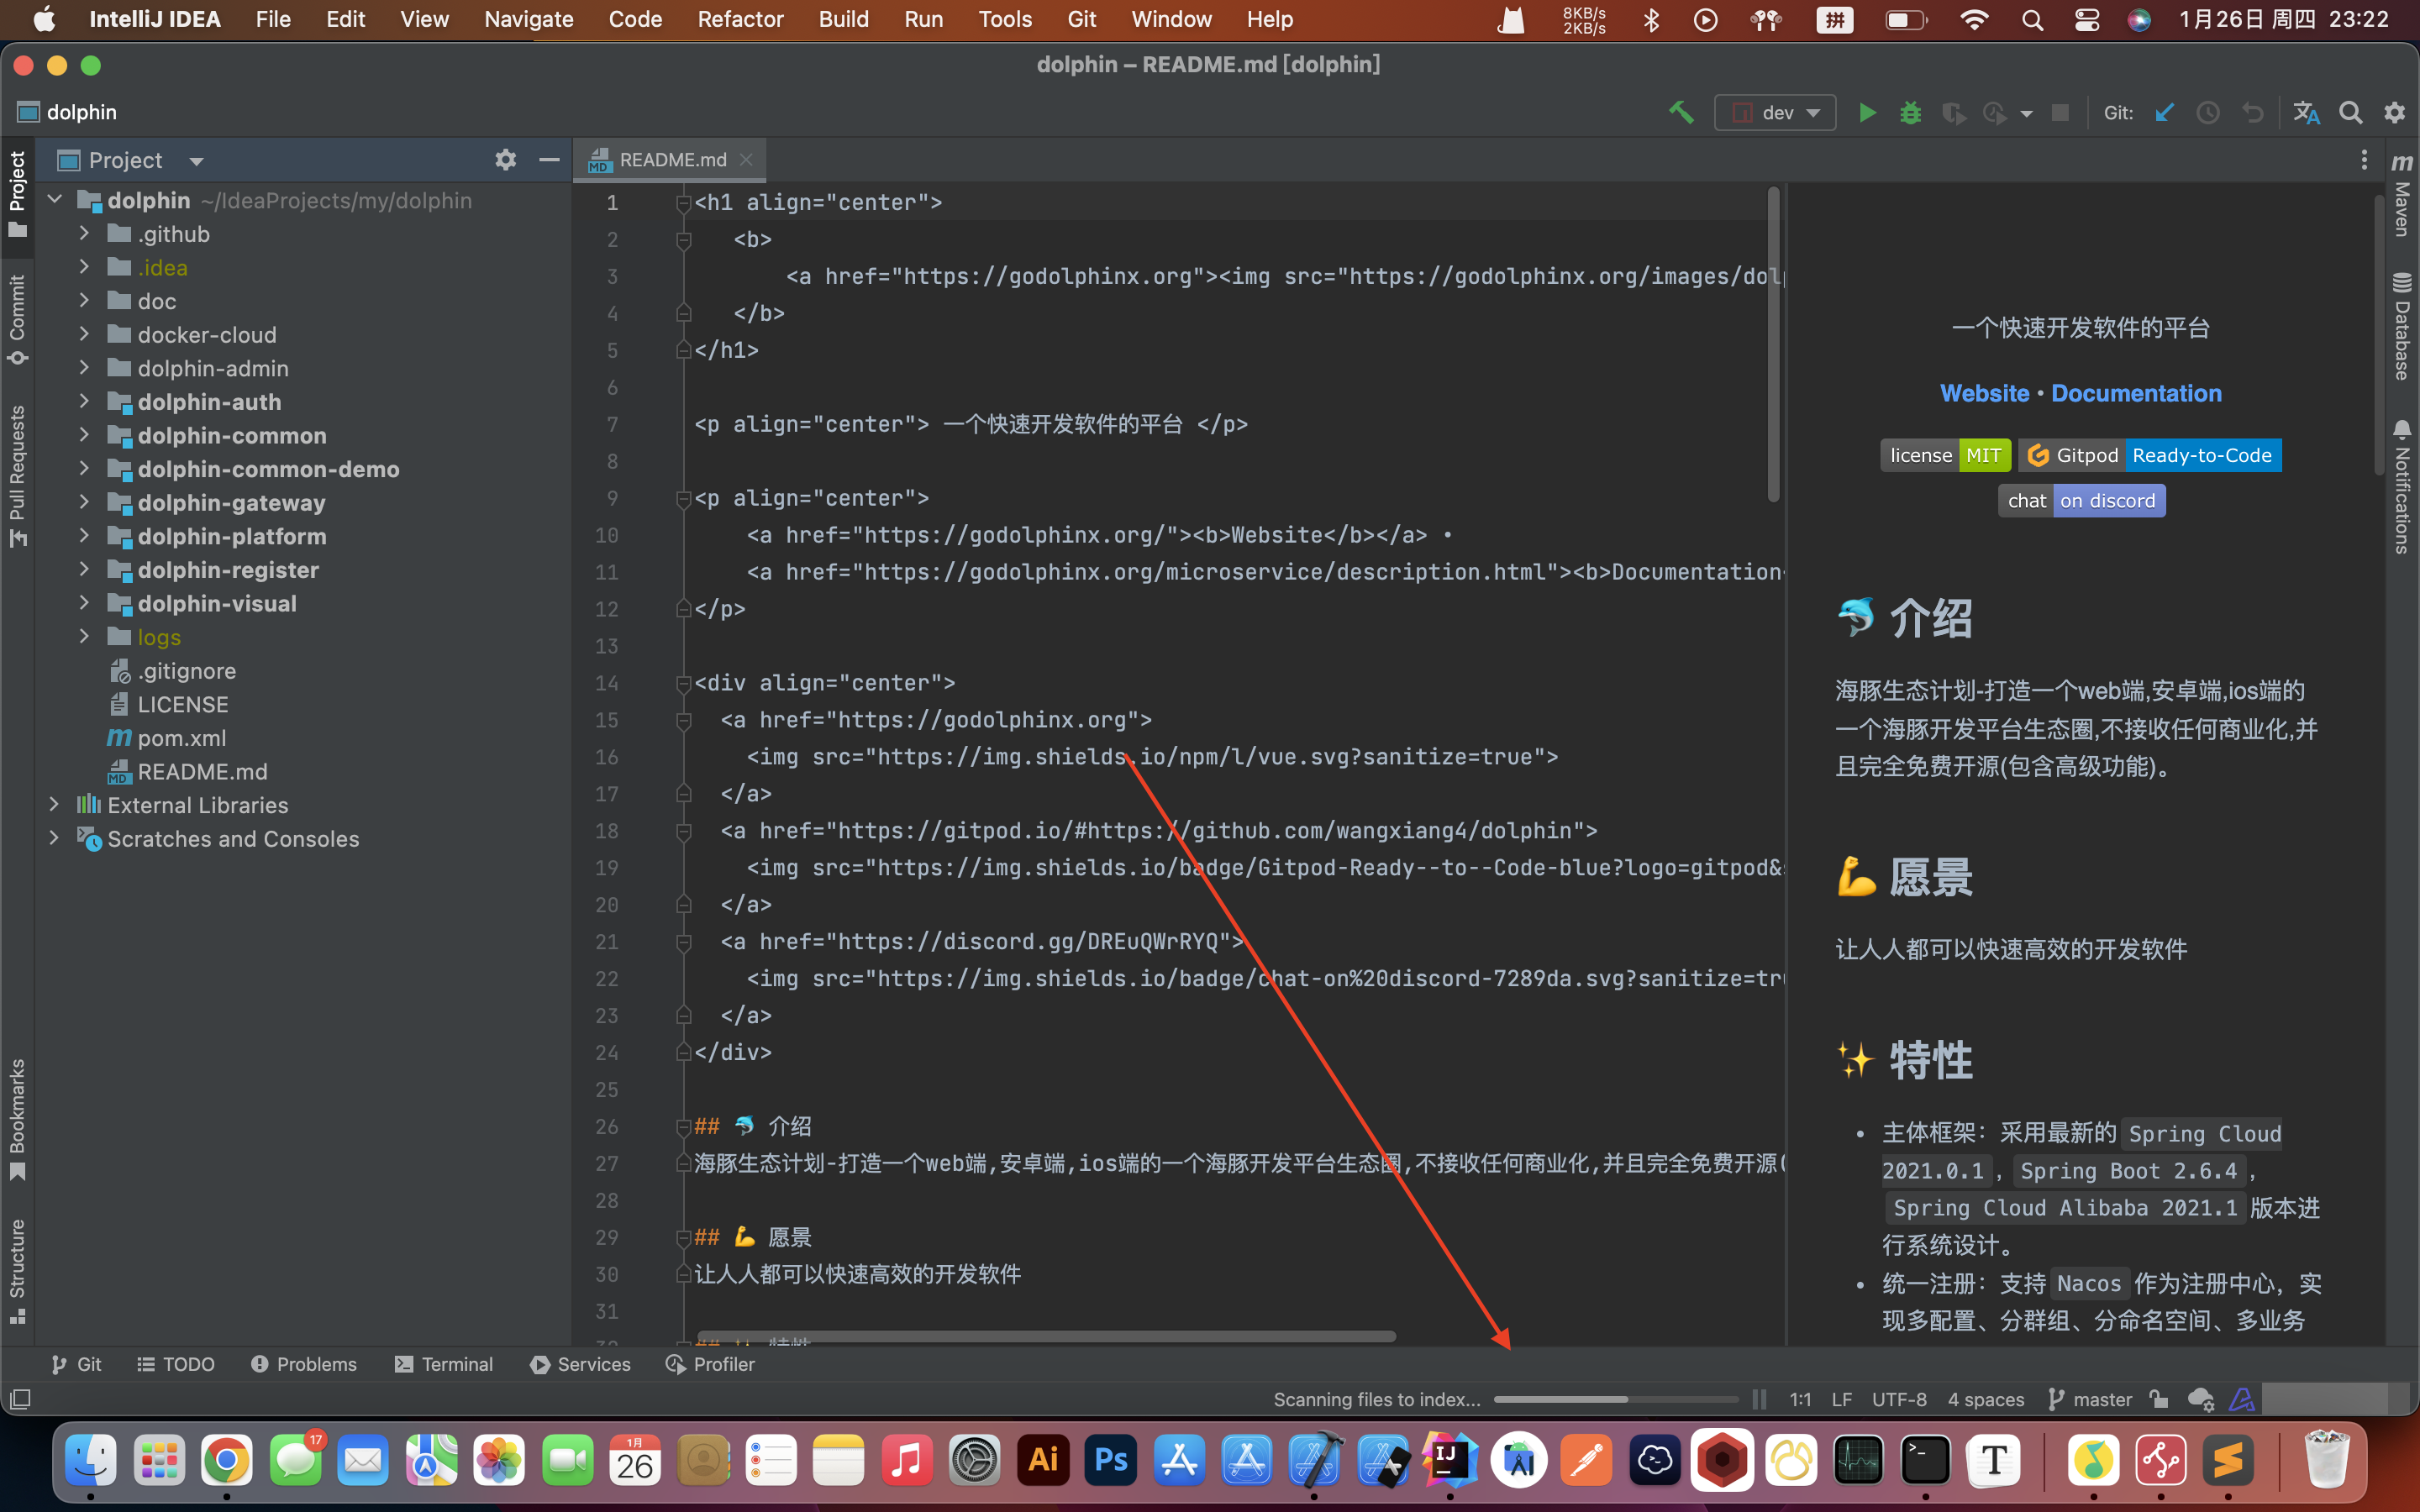 IntelliJ IDEA File Edit View Navigate Code Refactor Build Run Tools Git Window Help 8KB/s 2KB/s 拼 1月26日 周四 23:22
dolphin – README.md [dolphin]
dolphin dev Git:
Project README.md
Project
Commit
Pull Requests
Bookmarks
Structure
dolphin ~/IdeaProjects/my/dolphin
.github
.idea
doc
docker-cloud
dolphin-admin
dolphin-auth
dolphin-common
dolphin-common-demo
dolphin-gateway
dolphin-platform
dolphin-register
dolphin-visual
logs
.gitignore
LICENSE
pom.xml
README.md
External Libraries
Scratches and Consoles
1 <h1 align="center">
2 <b>
3 <a href="https://godolphinx.org"><img src="https://godolphinx.org/images/dol
4 </b>
5 </h1>
6
7 <p align="center"> 一个快速开发软件的平台 </p>
8
9 <p align="center">
10 <a href="https://godolphinx.org/"><b>Website</b></a> •
11 <a href="https://godolphinx.org/microservice/description.html"><b>Documentation
12 </p>
13
14 <div align="center">
15 <a href="https://godolphinx.org">
16 <img src="https://img.shields.io/npm/l/vue.svg?sanitize=true">
17 </a>
18 <a href="https://gitpod.io/#https://github.com/wangxiang4/dolphin">
19 <img src="https://img.shields.io/badge/Gitpod-Ready--to--Code-blue?logo=gitpod&
20 </a>
21 <a href="https://discord.gg/DREuQWrRYQ">
22 <img src="https://img.shields.io/badge/chat-on%20discord-7289da.svg?sanitize=tr
23 </a>
24 </div>
25
26 ## 🐬 介绍
27 海豚生态计划-打造一个web端,安卓端,ios端的一个海豚开发平台生态圈,不接收任何商业化,并且完全免费开源(
28
29 ## 💪 愿景
30 让人人都可以快速高效的开发软件
31
32 ## ✨ 特性
一个快速开发软件的平台
Website • Documentation
license MIT Gitpod Ready-to-Code
chat on discord
🐬 介绍
海豚生态计划-打造一个web端,安卓端,ios端的
一个海豚开发平台生态圈,不接收任何商业化,并
且完全免费开源(包含高级功能)。
💪 愿景
让人人都可以快速高效的开发软件
✨ 特性
• 主体框架：采用最新的 Spring Cloud
2021.0.1 ，Spring Boot 2.6.4 ，
Spring Cloud Alibaba 2021.1 版本进
行系统设计。
• 统一注册：支持 Nacos 作为注册中心，实
现多配置、分群组、分命名空间、多业务
m Maven
Database
Notifications
Git TODO Problems Terminal Services Profiler
Scanning files to index... 1:1 LF UTF-8 4 spaces master
17 1月 26 Ai Ps IJ T